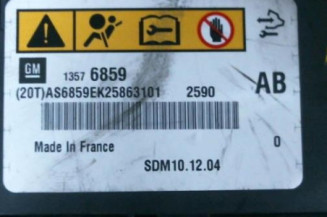 GM 1357 6859
(20T)AS6859EK25863101 2590
AB
Made In France 0
SDM10.12.04